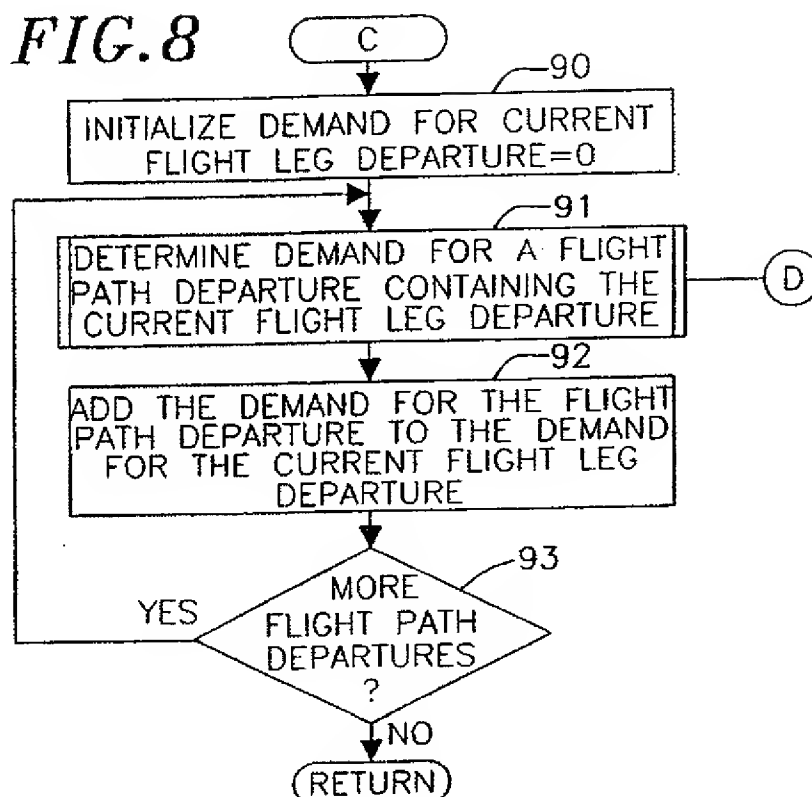 FIG.8
C
90
INITIALIZE DEMAND FOR CURRENT
FLIGHT LEG DEPARTURE=0
91
DETERMINE DEMAND FOR A FLIGHT
PATH DEPARTURE CONTAINING THE
CURRENT FLIGHT LEG DEPARTURE
D
92
ADD THE DEMAND FOR THE FLIGHT
PATH DEPARTURE TO THE DEMAND
FOR THE CURRENT FLIGHT LEG
DEPARTURE
93
MORE
FLIGHT PATH
DEPARTURES
?
YES
NO
RETURN